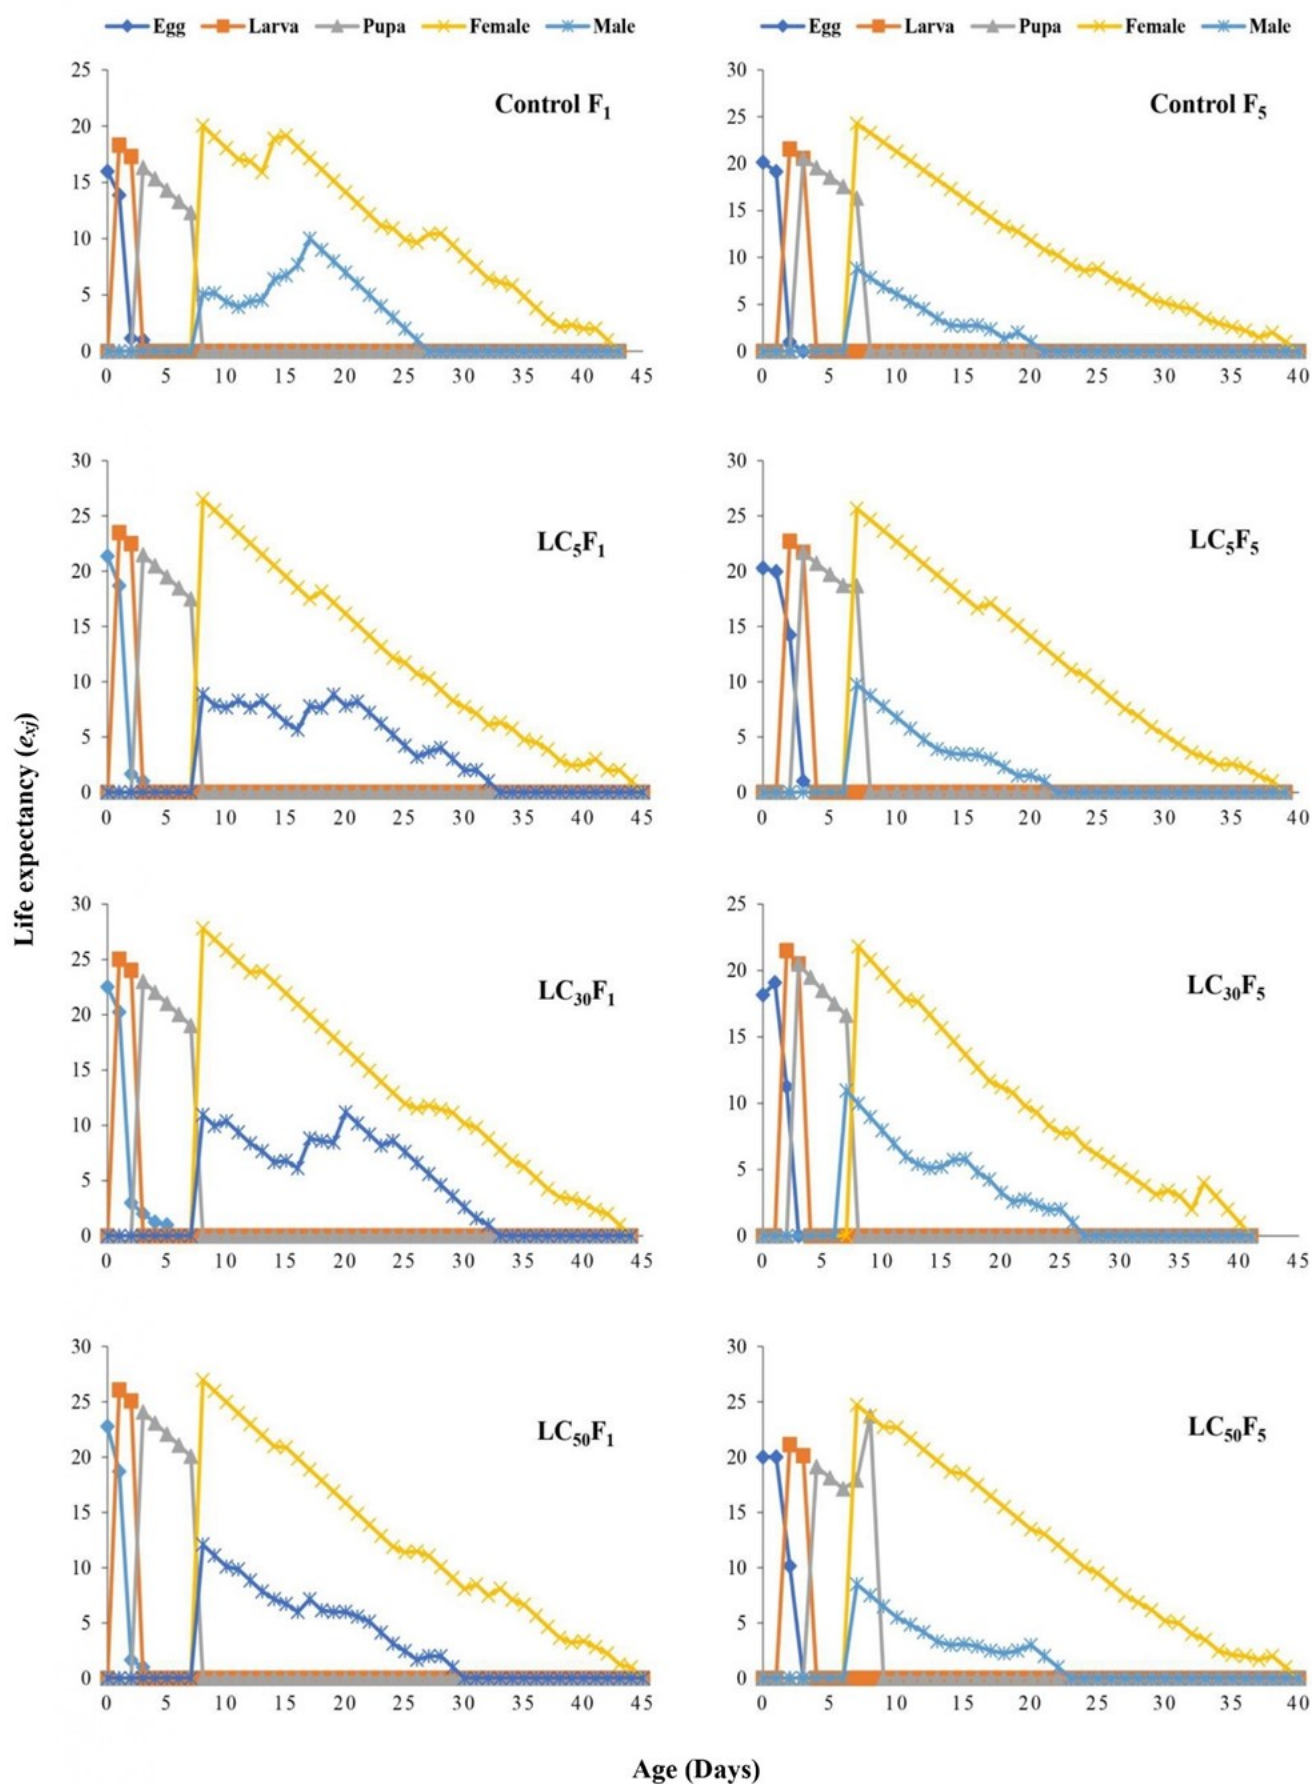 Egg Larva Pupa Female Male
Egg Larva Pupa Female Male
Control F1
25
20
15
10
5
0
0 5 10 15 20 25 30 35 40 45
Control F5
30
25
20
15
10
5
0
0 5 10 15 20 25 30 35 40
LC5F1
30
25
20
15
10
5
0
0 5 10 15 20 25 30 35 40 45
LC5F5
30
25
20
15
10
5
0
0 5 10 15 20 25 30 35 40
Life expectancy (exj)
LC30F1
30
25
20
15
10
5
0
0 5 10 15 20 25 30 35 40 45
LC30F5
25
20
15
10
5
0
0 5 10 15 20 25 30 35 40 45
LC50F1
30
25
20
15
10
5
0
0 5 10 15 20 25 30 35 40 45
LC50F5
30
25
20
15
10
5
0
0 5 10 15 20 25 30 35 40
Age (Days)